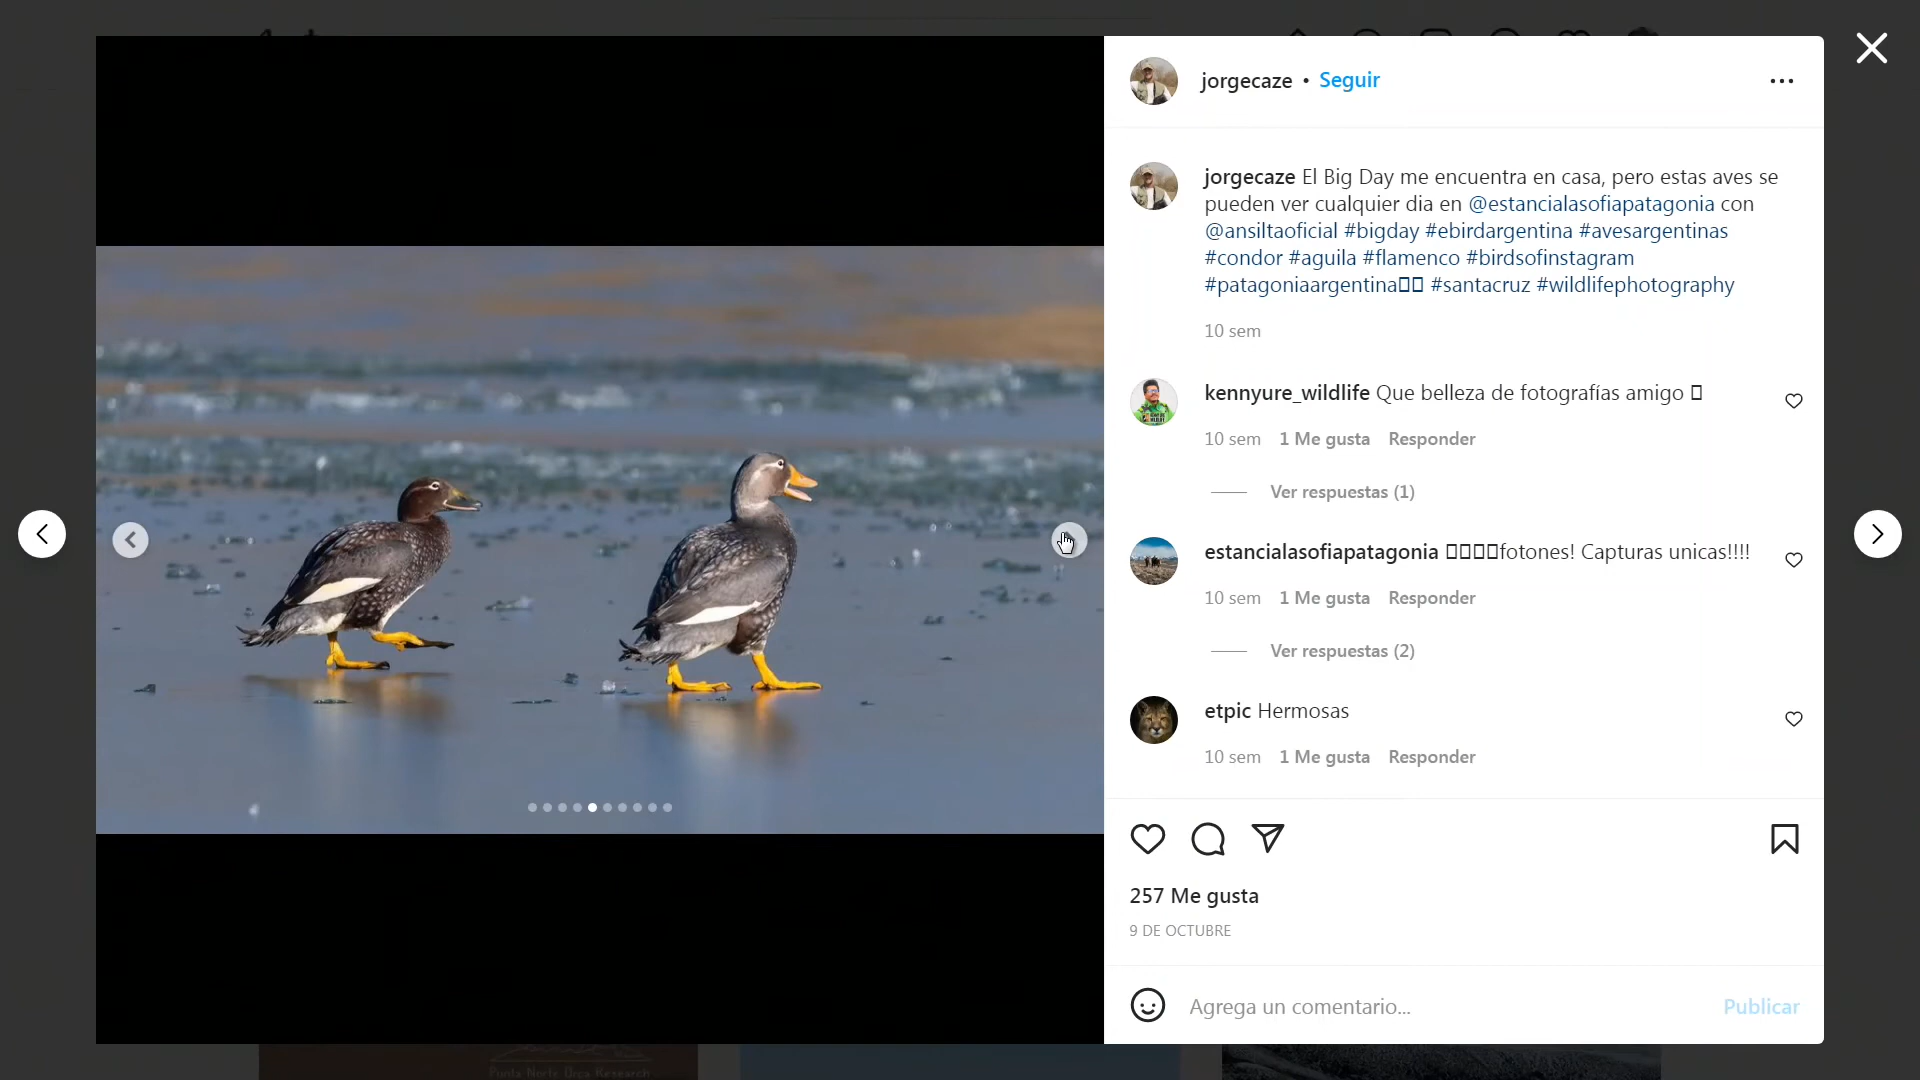 jorgecaze • Seguir
jorgecaze El Big Day me encuentra en casa, pero estas aves se
pueden ver cualquier dia en @estancialasofiapatagonia con
@ansiltaoficial #bigday #ebirdargentina #avesargentinas
#condor #aguila #flamenco #birdsofinstagram
#patagoniaargentina▯▯ #santacruz #wildlifephotography
10 sem
kennyure_wildlife Que belleza de fotografías amigo ▯
10 sem 1 Me gusta Responder
Ver respuestas (1)
estancialasofiapatagonia ▯▯▯▯fotones! Capturas unicas!!!!
10 sem 1 Me gusta Responder
Ver respuestas (2)
etpic Hermosas
10 sem 1 Me gusta Responder
257 Me gusta
9 DE OCTUBRE
Agrega un comentario... Publicar
Punta Norte Orca Research